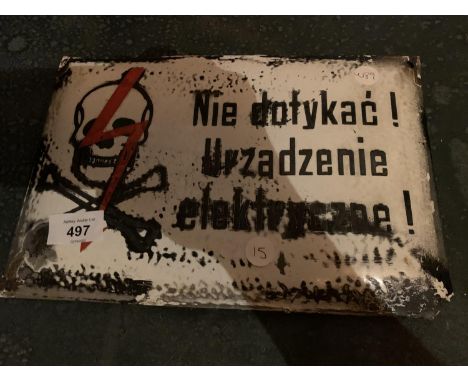 Nie dotykać!
Urządzenie
elektryczne!
497
15